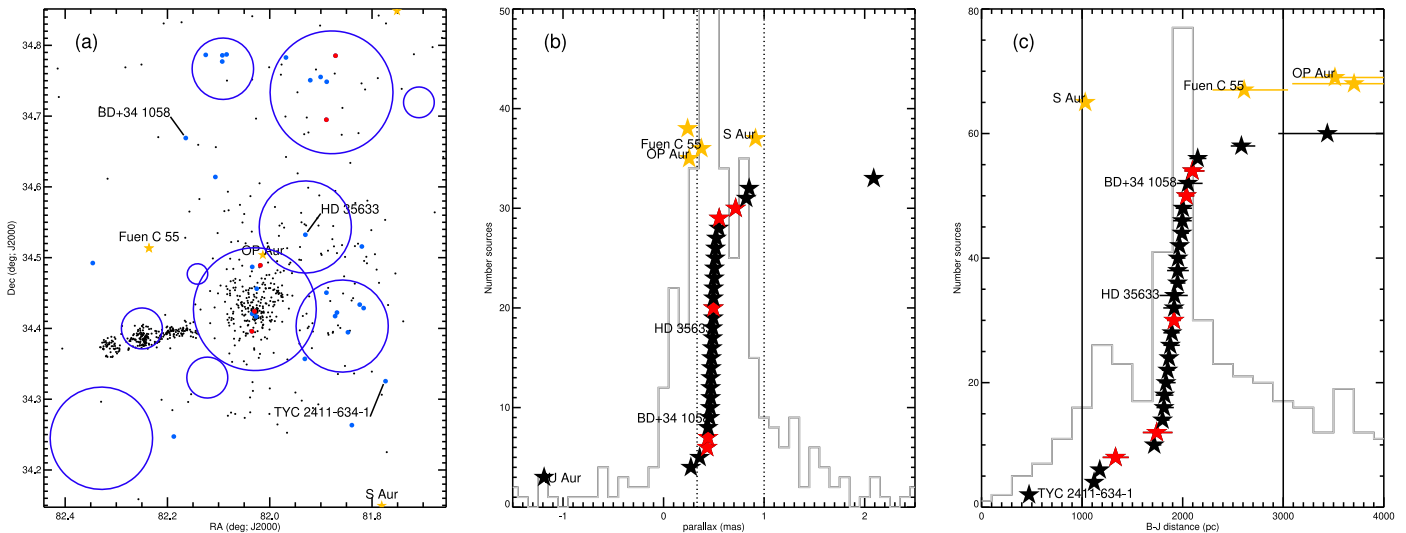 (a)
34.8
34.7
34.6
34.5
34.4
34.3
34.2
Dec (deg; J2000)
BD+34 1058
HD 35633
Fuen C 55
OP Aur
TYC 2411-634-1
S Aur
82.4
82.2
82.0
81.8
RA (deg; J2000)
(b)
50
40
30
20
10
0
Number sources
Fuen C 55
OP Aur
S Aur
HD 35633
BD+34 1058
U Aur
-1
0
1
2
parallax (mas)
(c)
80
60
40
20
0
Number sources
OP Aur
Fuen C 55
S Aur
BD+34 1058
HD 35633
TYC 2411-634-1
0
1000
2000
3000
4000
B-J distance (pc)